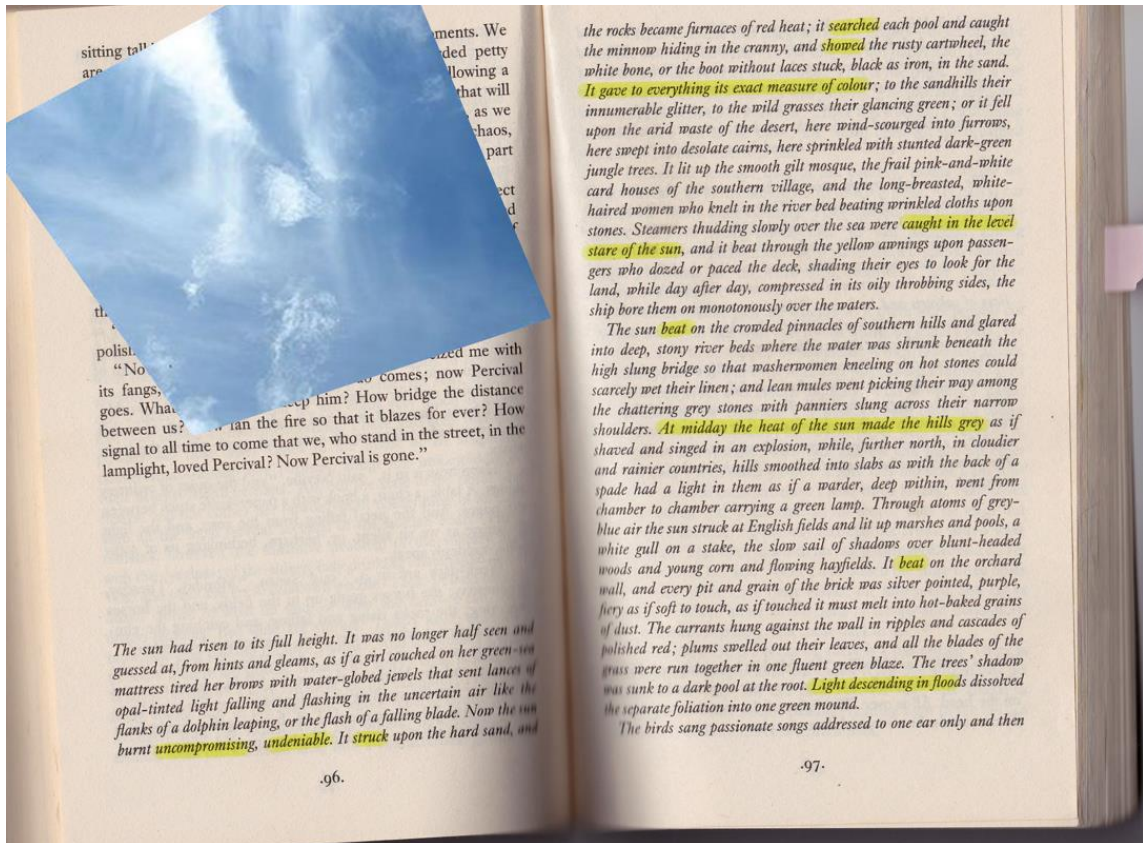 ments. We
sitting tall
ded petty
are
llowing a
that will
, as we
chaos,
part
ect
d
f
th
polish
ized me with
"No
comes; now Percival
its fangs,
eep him? How bridge the distance
goes. What
between us?
fan the fire so that it blazes for ever? How
signal to all time to come that we, who stand in the street, in the
lamplight, loved Percival? Now Percival is gone."
The sun had risen to its full height. It was no longer half seen and
guessed at, from hints and gleams, as if a girl couched on her green-sea
mattress tired her brows with water-globed jewels that sent lances of
opal-tinted light falling and flashing in the uncertain air like the
flanks of a dolphin leaping, or the flash of a falling blade. Now the sun
burnt uncompromising, undeniable. It struck upon the hard sand, and
·96.
the rocks became furnaces of red heat; it searched each pool and caught
the minnow hiding in the cranny, and showed the rusty cartwheel, the
white bone, or the boot without laces stuck, black as iron, in the sand.
It gave to everything its exact measure of colour; to the sandhills their
innumerable glitter, to the wild grasses their glancing green; or it fell
upon the arid waste of the desert, here wind-scourged into furrows,
here swept into desolate cairns, here sprinkled with stunted dark-green
jungle trees. It lit up the smooth gilt mosque, the frail pink-and-white
card houses of the southern village, and the long-breasted, white-
haired women who knelt in the river bed beating wrinkled cloths upon
stones. Steamers thudding slowly over the sea were caught in the level
stare of the sun, and it beat through the yellow awnings upon passen-
gers who dozed or paced the deck, shading their eyes to look for the
land, while day after day, compressed in its oily throbbing sides, the
ship bore them on monotonously over the waters.
The sun beat on the crowded pinnacles of southern hills and glared
into deep, stony river beds where the water was shrunk beneath the
high slung bridge so that washerwomen kneeling on hot stones could
scarcely wet their linen; and lean mules went picking their way among
the chattering grey stones with panniers slung across their narrow
shoulders. At midday the heat of the sun made the hills grey as if
shaved and singed in an explosion, while, further north, in cloudier
and rainier countries, hills smoothed into slabs as with the back of a
spade had a light in them as if a warder, deep within, went from
chamber to chamber carrying a green lamp. Through atoms of grey-
blue air the sun struck at English fields and lit up marshes and pools, a
white gull on a stake, the slow sail of shadows over blunt-headed
woods and young corn and flowing hayfields. It beat on the orchard
wall, and every pit and grain of the brick was silver pointed, purple,
fiery as if soft to touch, as if touched it must melt into hot-baked grains
of dust. The currants hung against the wall in ripples and cascades of
polished red; plums swelled out their leaves, and all the blades of the
grass were run together in one fluent green blaze. The trees' shadow
was sunk to a dark pool at the root. Light descending in floods dissolved
the separate foliation into one green mound.
The birds sang passionate songs addressed to one ear only and then
·97·